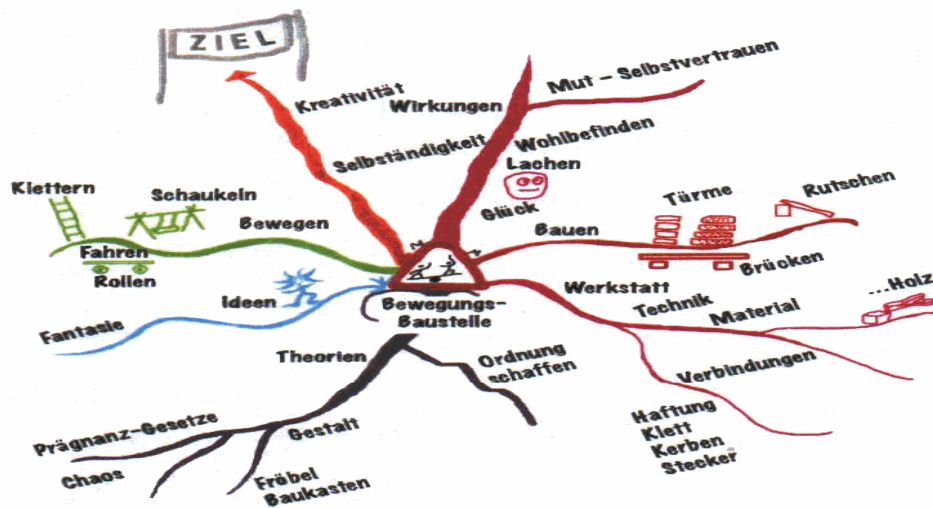 ZIEL
Kreativität
Selbständigkeit
Wirkungen
Mut – Selbstvertrauen
Wohlbefinden
Lachen
Glück
Klettern
Schaukeln
Bewegen
Fahren
Rollen
Türme
Rutschen
Bauen
Brücken
Ideen
Fantasie
Bewegungs-
Baustelle
Werkstatt
Technik
Material
...Holz
Verbindungen
Haftung
Klett
Kerben
Stecker
Theorien
Ordnung
schaffen
Prägnanz-Gesetze
Gestalt
Chaos
Fröbel
Baukasten